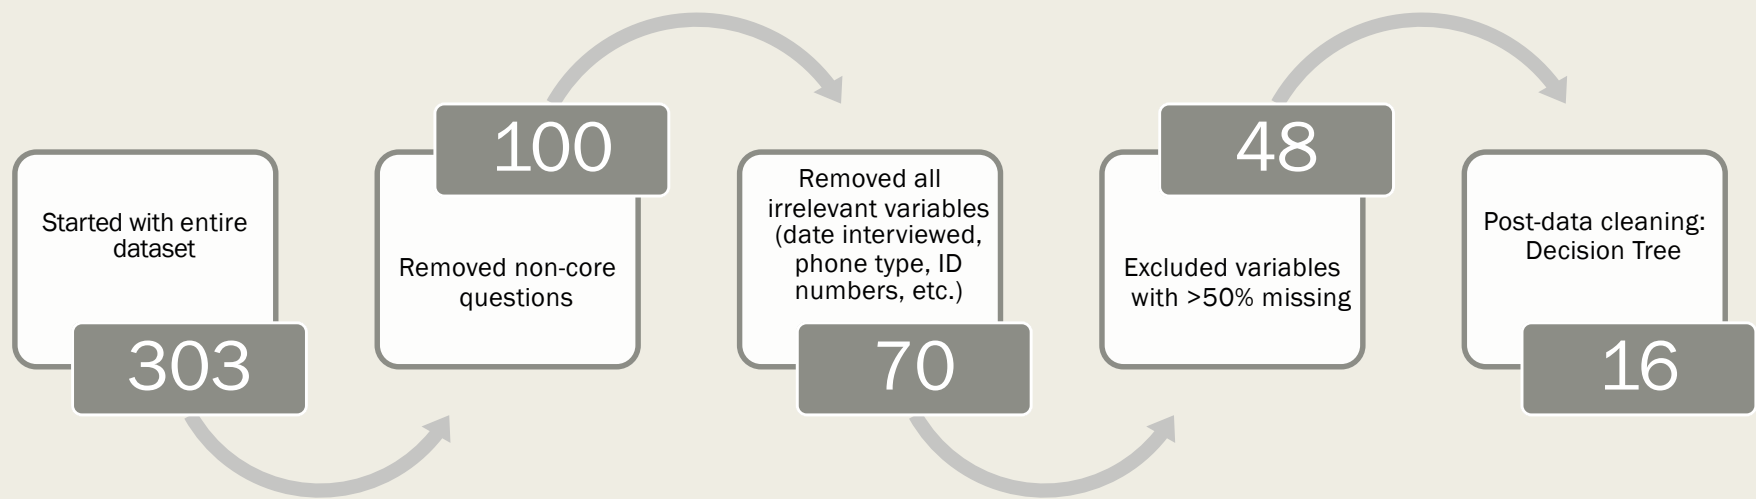 Started with entire
dataset
303
100
Removed non-core
questions
Removed all
irrelevant variables
(date interviewed,
phone type, ID
numbers, etc.)
70
48
Excluded variables
with >50% missing
Post-data cleaning:
Decision Tree
16